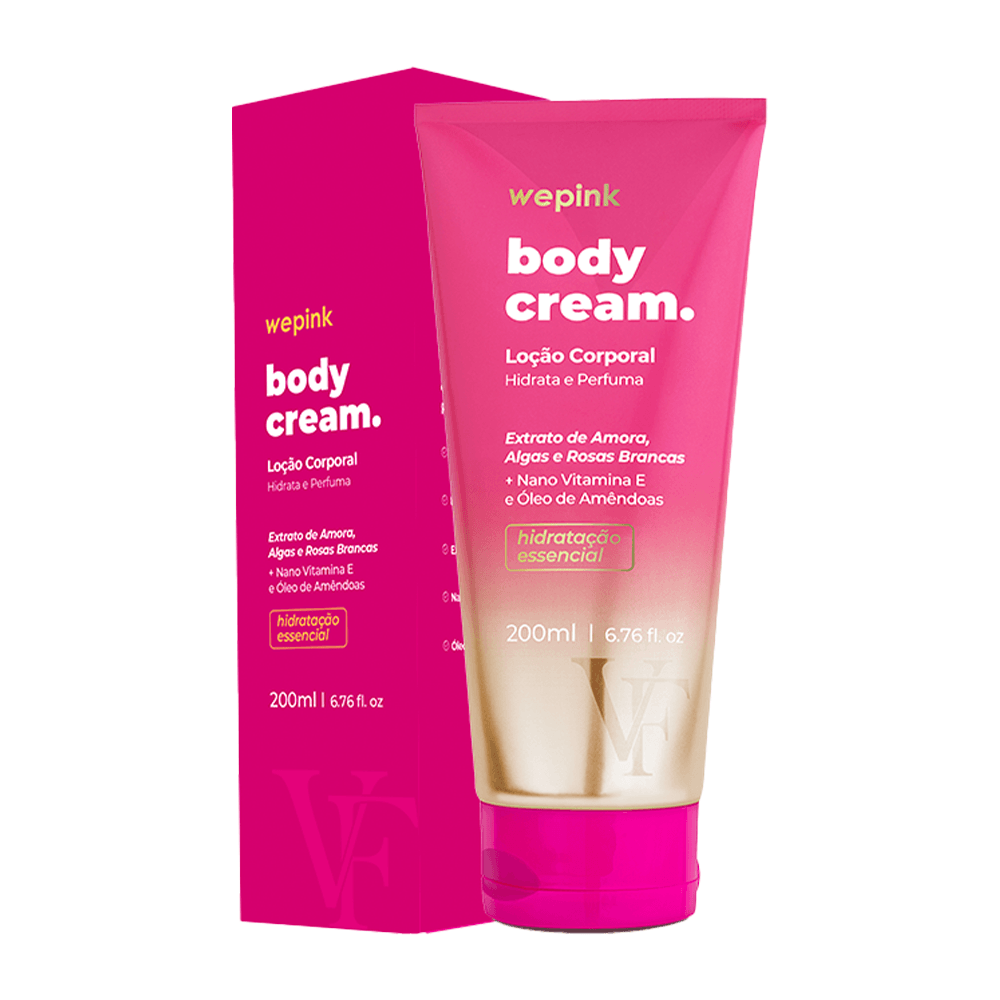 wepink
body
cream.
Loção Corporal
Hidrata e Perfuma
Extrato de Amora,
Algas e Rosas Brancas
+ Nano Vitamina E
e Óleo de Amêndoas
hidratação
essencial
200ml | 6.76 fl. oz
VF
wepink
body
cream.
Loção Corporal
Hidrata e Perfuma
Extrato de Amora,
Algas e Rosas Brancas
+ Nano Vitamina E
e Óleo de Amêndoas
hidratação
essencial
200ml | 6.76 fl. oz
VF